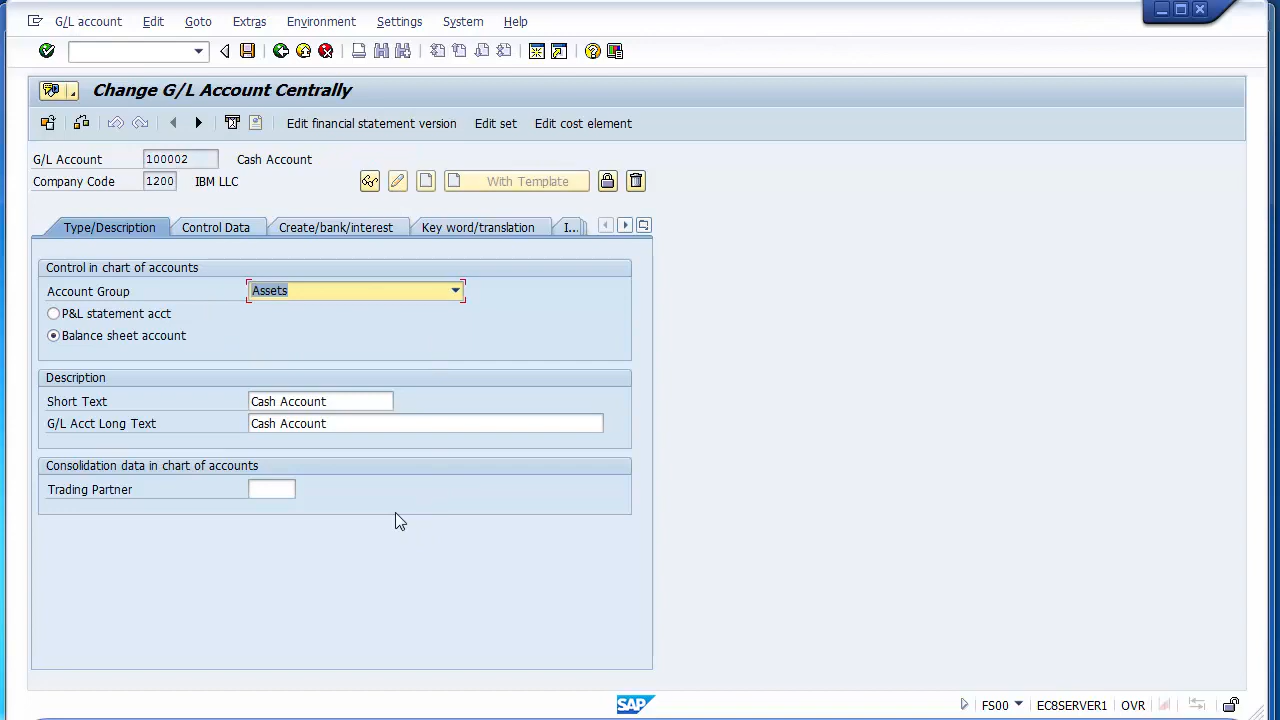 G/L account Edit Goto Extras Environment Settings System Help
Change G/L Account Centrally
Edit financial statement version Edit set Edit cost element
G/L Account 100002 Cash Account
Company Code 1200 IBM LLC With Template
Type/Description Control Data Create/bank/interest Key word/translation I...
Control in chart of accounts
Account Group Assets
P&L statement acct
Balance sheet account
Description
Short Text Cash Account
G/L Acct Long Text Cash Account
Consolidation data in chart of accounts
Trading Partner
SAP FS00 EC8SERVER1 OVR